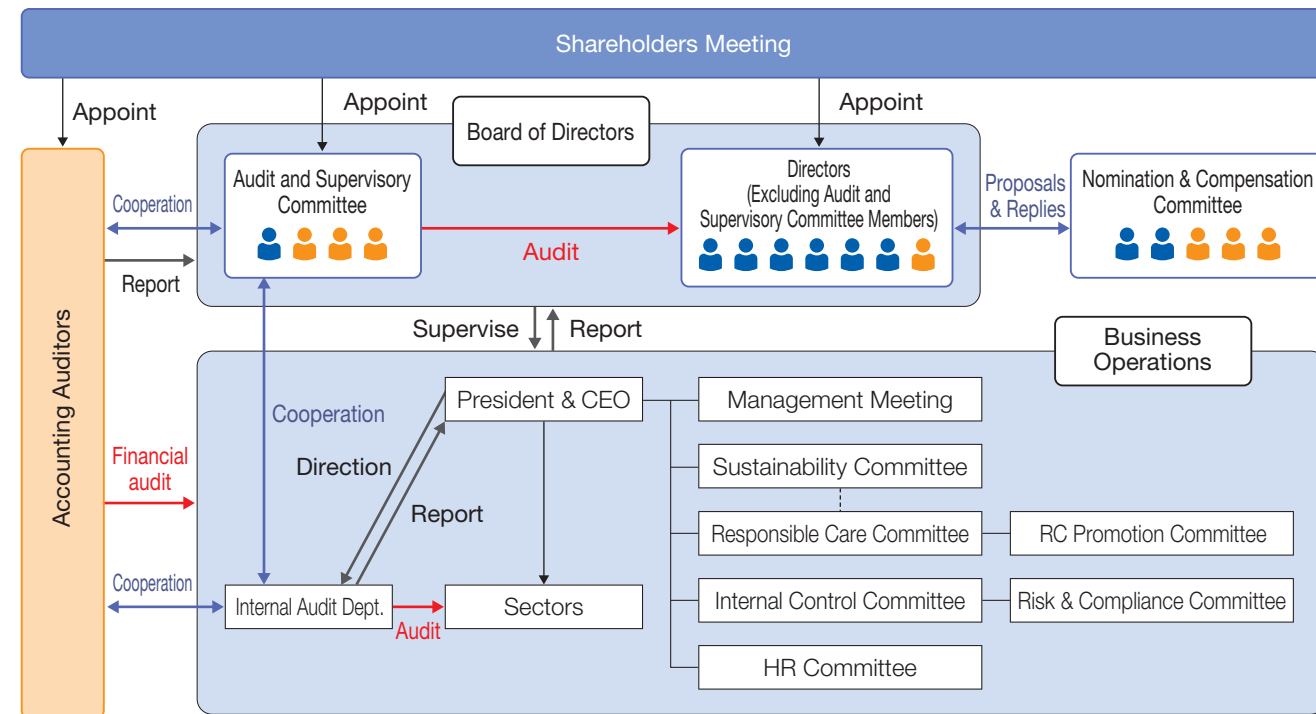 Shareholders Meeting
Appoint
Appoint
Appoint
Board of Directors
Audit and Supervisory
Committee
Directors
(Excluding Audit and
Supervisory Committee Members)
Nomination & Compensation
Committee
Cooperation
Proposals
& Replies
Audit
Report
Accounting Auditors
Supervise
Report
Business
Operations
President & CEO
Management Meeting
Cooperation
Direction
Sustainability Committee
Financial
audit
Report
Responsible Care Committee
RC Promotion Committee
Cooperation
Internal Audit Dept.
Audit
Sectors
Internal Control Committee
Risk & Compliance Committee
HR Committee